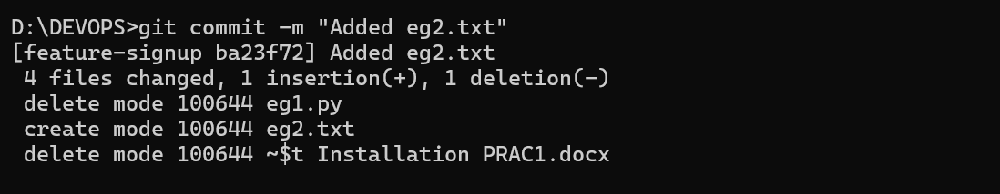 D:\DEVOPS>git commit -m "Added eg2.txt"
[feature-signup ba23f72] Added eg2.txt
 4 files changed, 1 insertion(+), 1 deletion(-)
 delete mode 100644 eg1.py
 create mode 100644 eg2.txt
 delete mode 100644 ~$t Installation PRAC1.docx